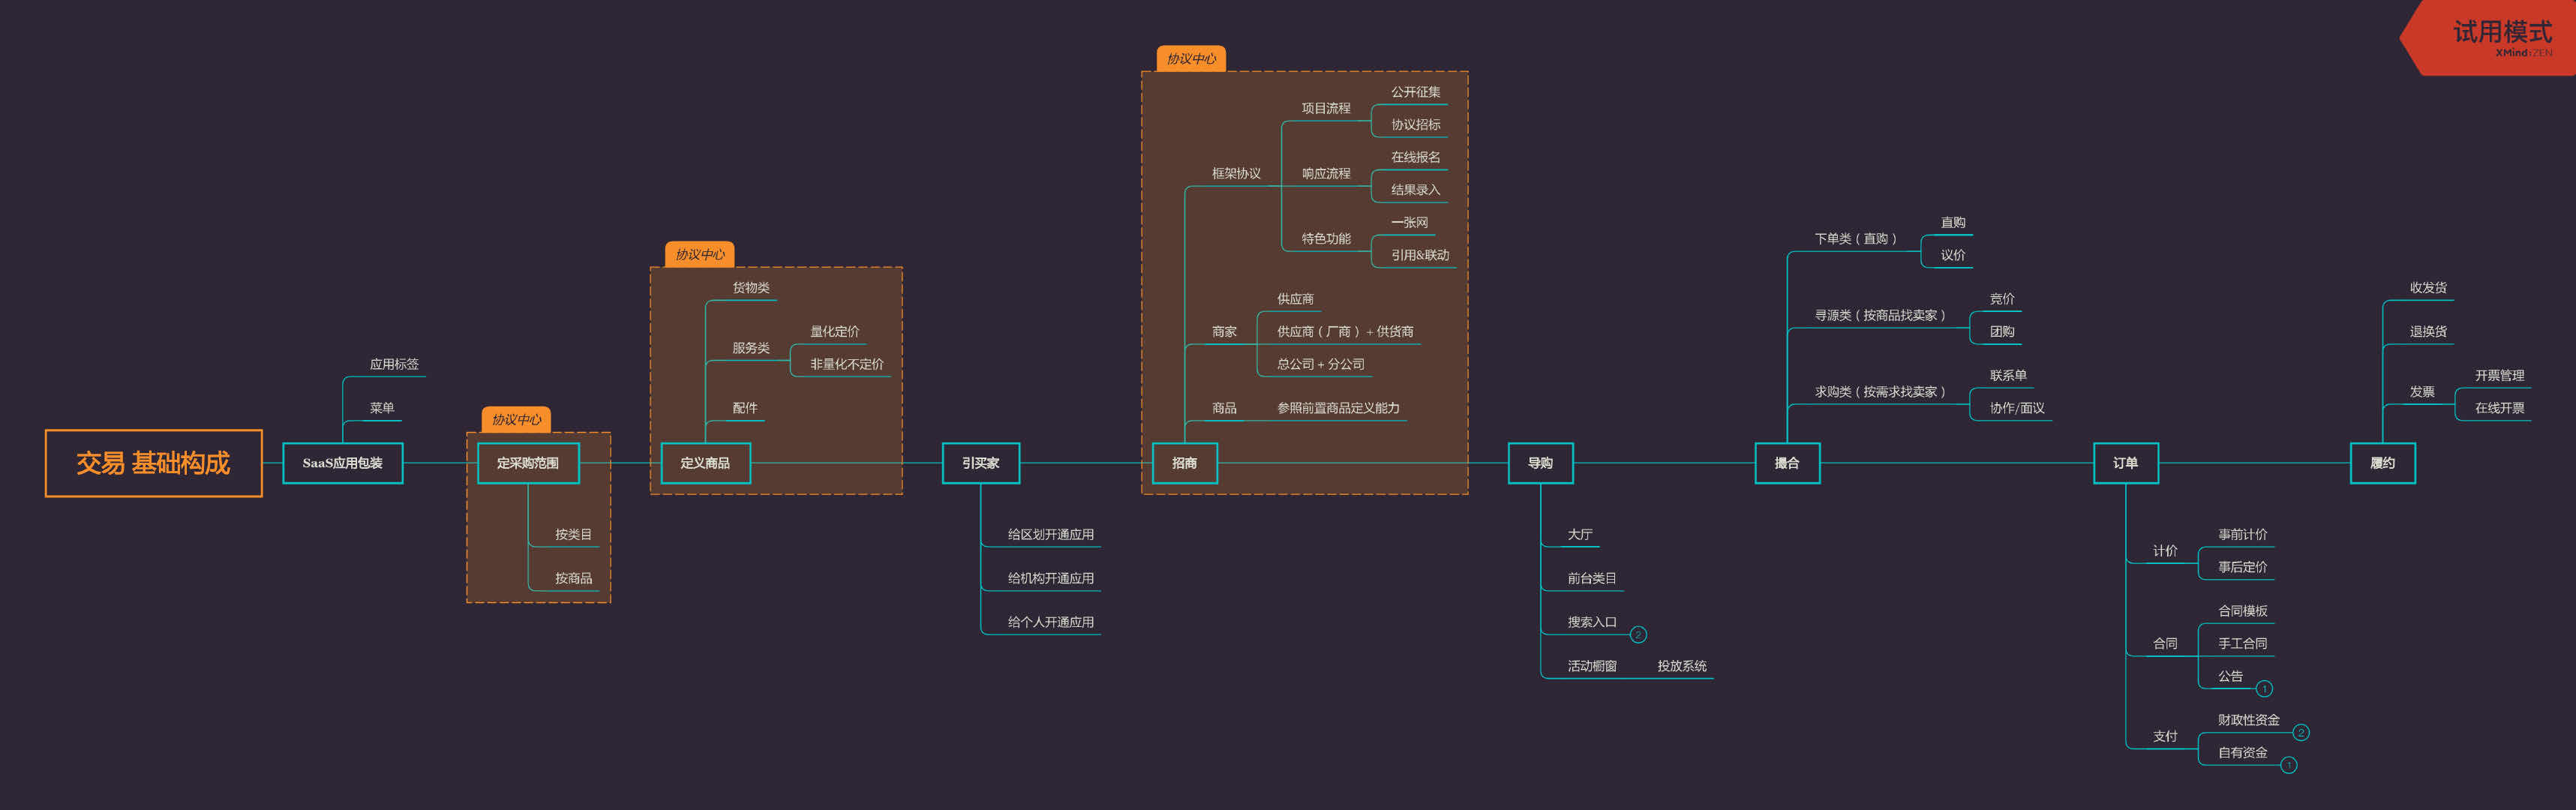 试用模式
XMind:ZEN
交易 基础构成
SaaS应用包装
应用标签
菜单
协议中心
定采购范围
按类目
按商品
协议中心
定义商品
货物类
服务类
量化定价
非量化不定价
配件
引买家
给区划开通应用
给机构开通应用
给个人开通应用
协议中心
招商
框架协议
项目流程
公开征集
协议招标
响应流程
在线报名
结果录入
特色功能
一张网
引用&联动
商家
供应商
供应商（厂商）+ 供货商
总公司 + 分公司
商品
参照前置商品定义能力
导购
大厅
前台类目
搜索入口
2
活动橱窗
投放系统
撮合
下单类（直购）
直购
议价
寻源类（按商品找卖家）
竞价
团购
求购类（按需求找卖家）
联系单
协作/面议
订单
计价
事前计价
事后定价
合同
合同模板
手工合同
公告
1
支付
财政性资金
2
自有资金
1
履约
收发货
退换货
发票
开票管理
在线开票